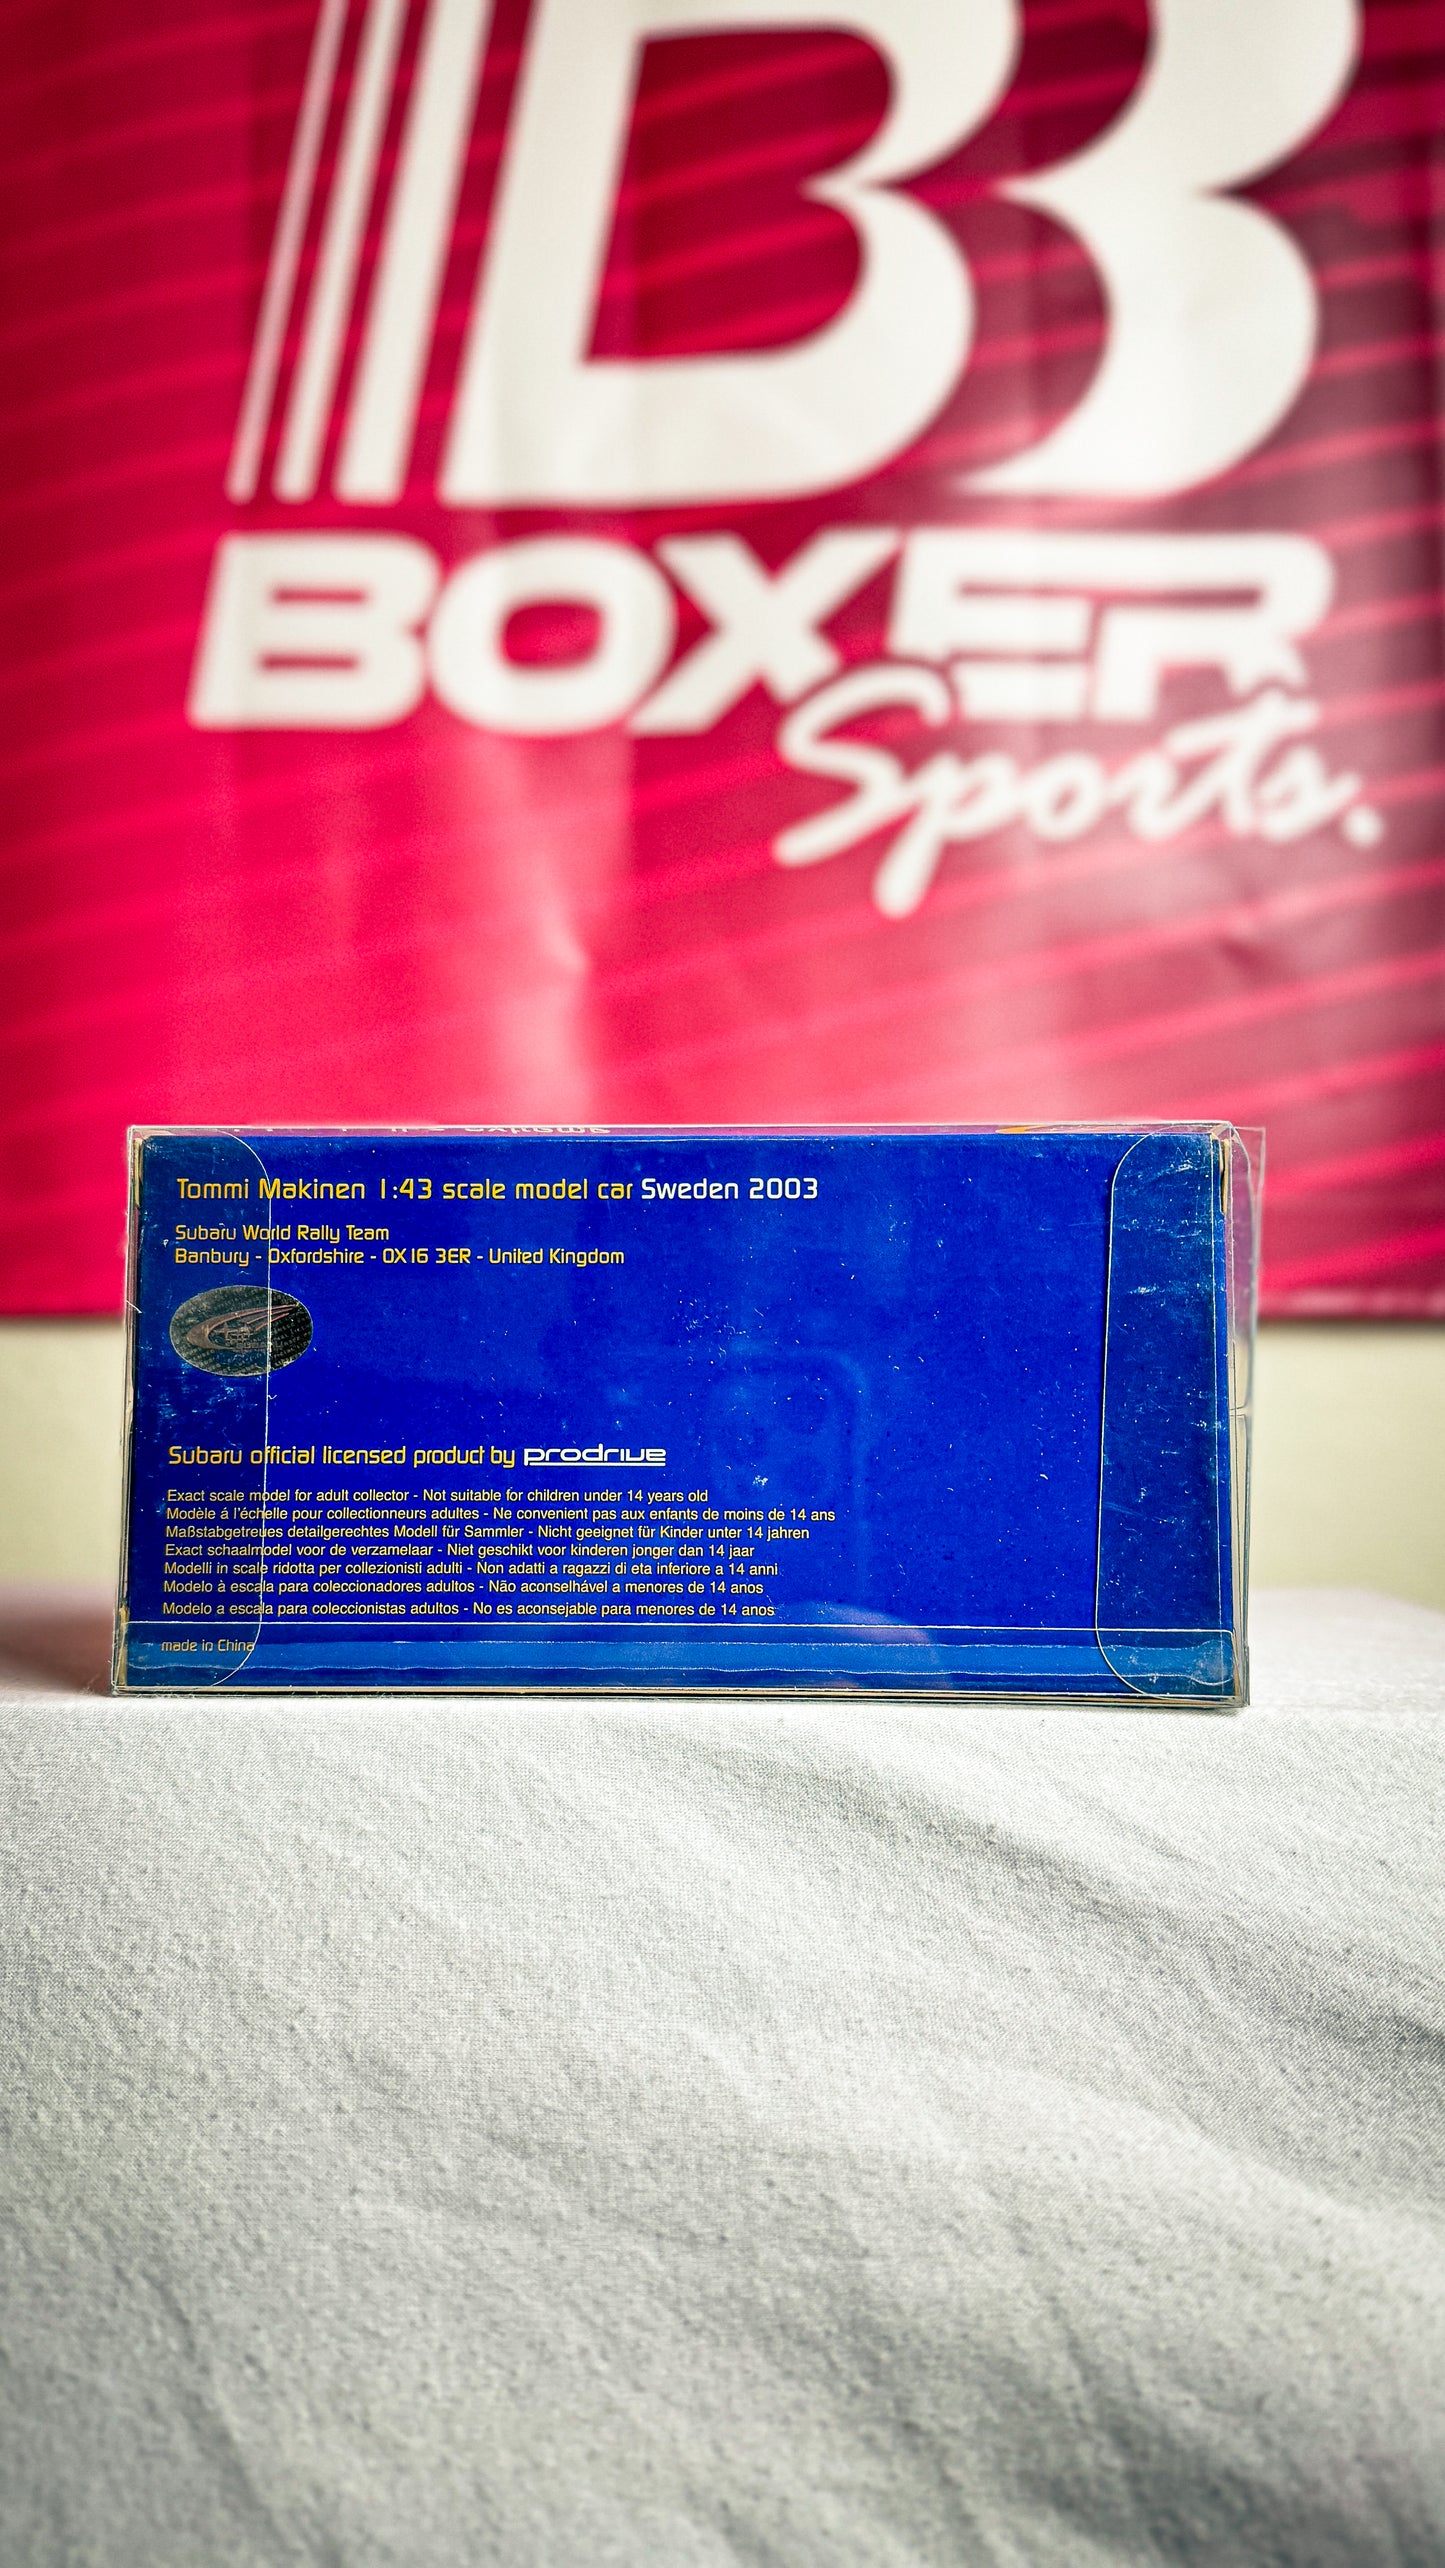 B
BOXER
Sports.
Tommi Makinen 1:43 scale model car Sweden 2003
Subaru World Rally Team
Banbury - Oxfordshire - OX16 3ER - United Kingdom
Subaru official licensed product by prodrive
Exact scale model for adult collector - Not suitable for children under 14 years old
Modèle á l'échelle pour collectionneurs adultes - Ne convenient pas aux enfants de moins de 14 ans
Maßstabgetreues detailgerechtes Modell für Sammler - Nicht geeignet für Kinder unter 14 jahren
Exact schaalmodel voor de verzamelaar - Niet geschikt voor kinderen jonger dan 14 jaar
Modelli in scale ridotta per collezionisti adulti - Non adatti a ragazzi di eta inferiore a 14 anni
Modelo à escala para coleccionadores adultos - Não aconselhável a menores de 14 anos
Modelo a escala para coleccionistas adultos - No es aconsejable para menores de 14 anos
made in China